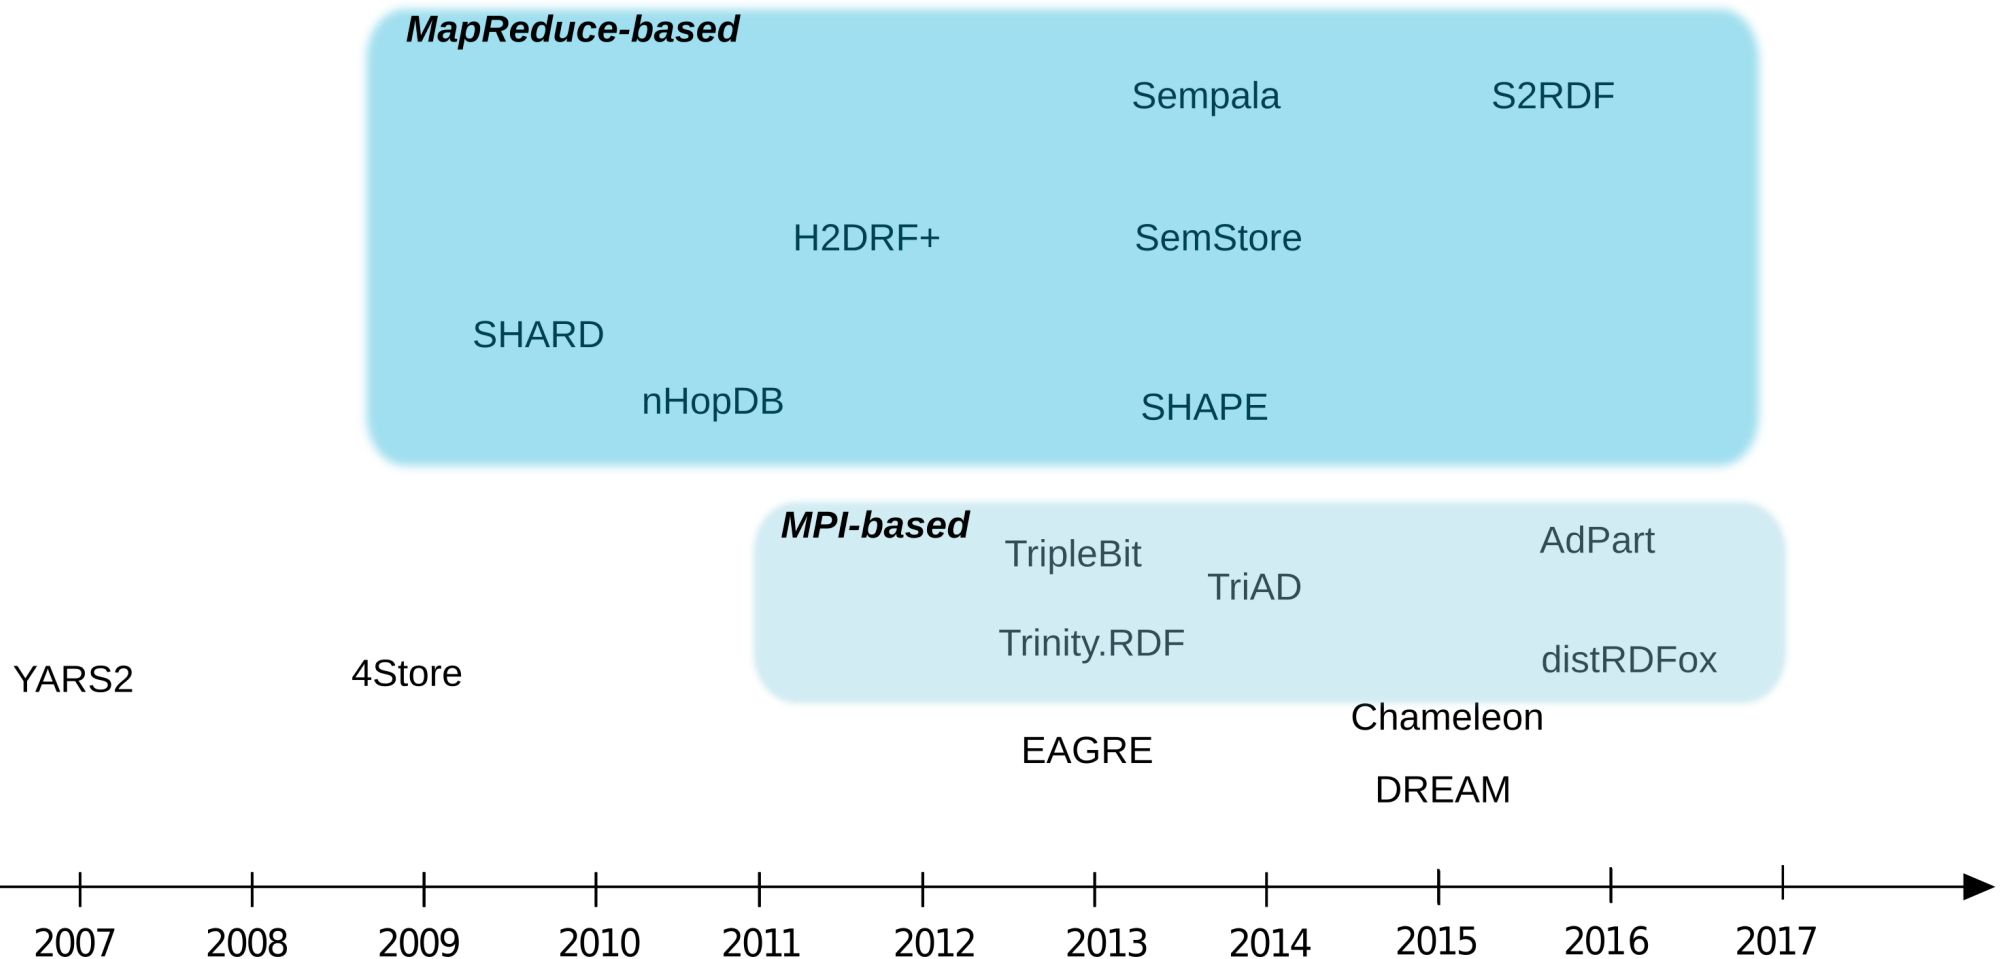 MapReduce-based
Sempala
S2RDF
H2DRF+
SemStore
SHARD
nHopDB
SHAPE
MPI-based
TripleBit
AdPart
TriAD
Trinity.RDF
distRDFox
YARS2
4Store
Chameleon
EAGRE
DREAM
2007 2008 2009 2010 2011 2012 2013 2014 2015 2016 2017